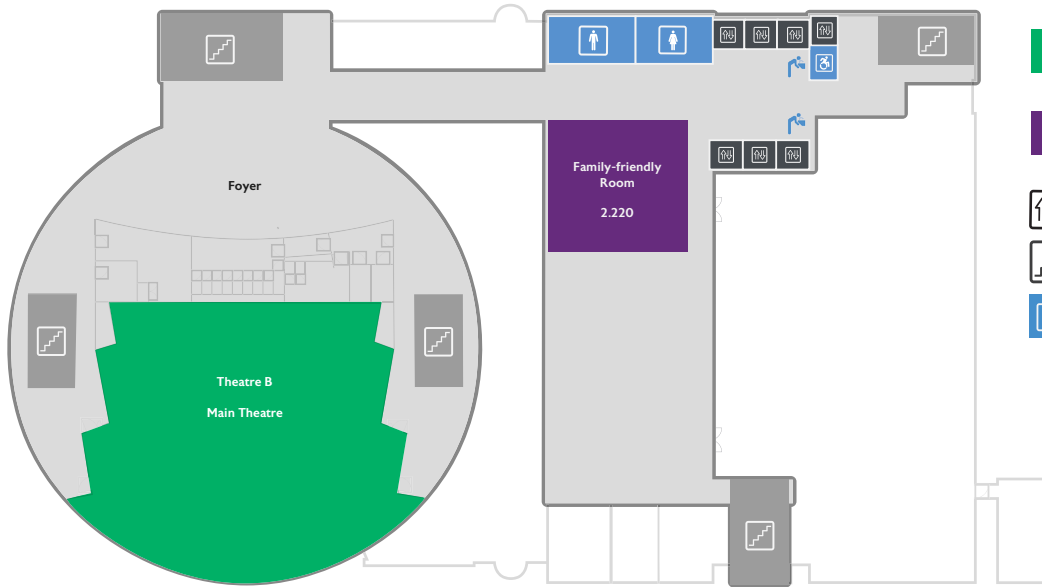 Family-friendly
Room
2.220
Foyer
Theatre B
Main Theatre